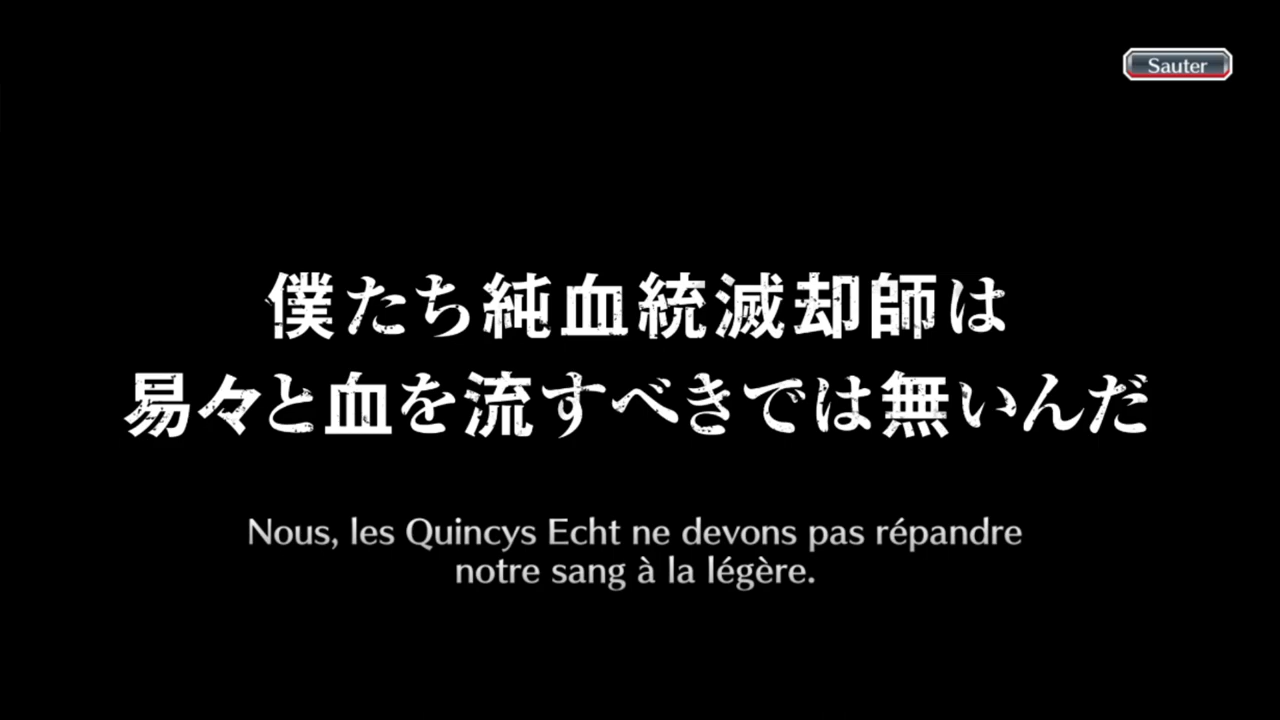 Sauter
僕たち純血統滅却師は
易々と血を流すべきでは無いんだ
Nous, les Quincys Echt ne devons pas répandre
notre sang à la légère.